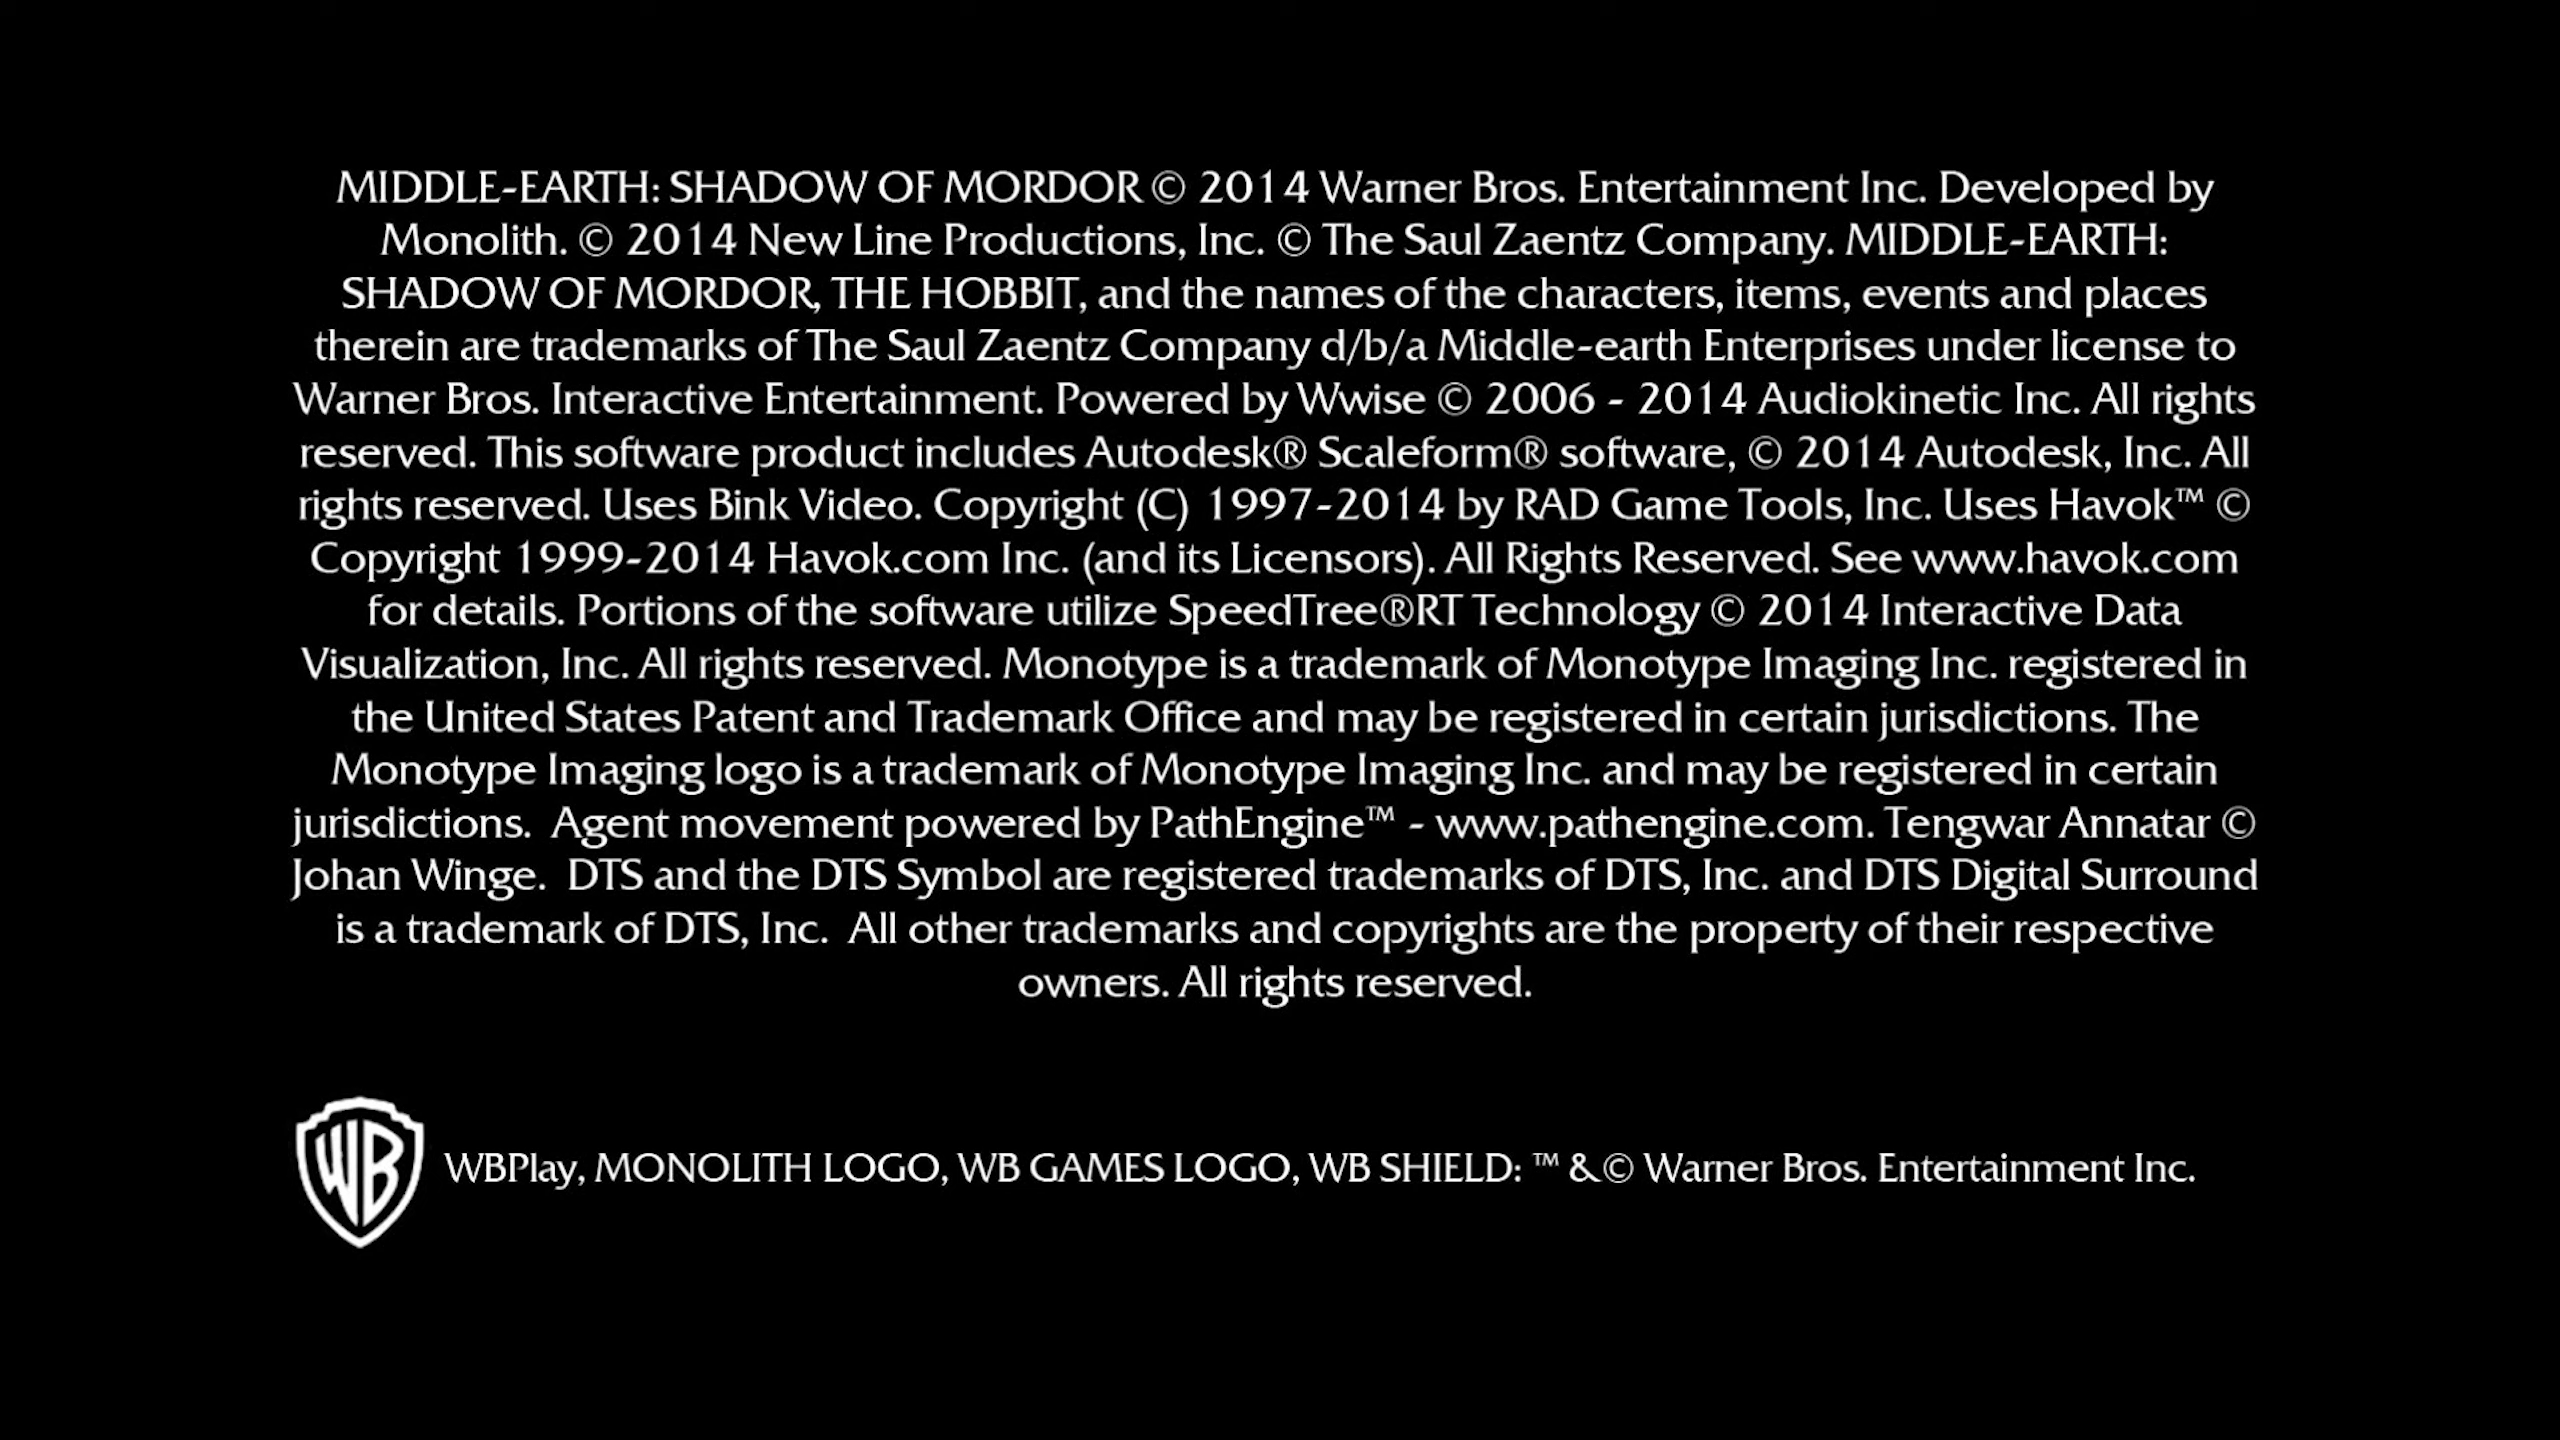 MIDDLE-EARTH: SHADOW OF MORDOR © 2014 Warner Bros. Entertainment Inc. Developed by
Monolith. © 2014 New Line Productions, Inc. © The Saul Zaentz Company. MIDDLE-EARTH:
SHADOW OF MORDOR, THE HOBBIT, and the names of the characters, items, events and places
therein are trademarks of The Saul Zaentz Company d/b/a Middle-earth Enterprises under license to
Warner Bros. Interactive Entertainment. Powered by Wwise © 2006 - 2014 Audiokinetic Inc. All rights
reserved. This software product includes Autodesk® Scaleform® software, © 2014 Autodesk, Inc. All
rights reserved. Uses Bink Video. Copyright (C) 1997-2014 by RAD Game Tools, Inc. Uses Havok™ ©
Copyright 1999-2014 Havok.com Inc. (and its Licensors). All Rights Reserved. See www.havok.com
for details. Portions of the software utilize SpeedTree®RT Technology © 2014 Interactive Data
Visualization, Inc. All rights reserved. Monotype is a trademark of Monotype Imaging Inc. registered in
the United States Patent and Trademark Office and may be registered in certain jurisdictions. The
Monotype Imaging logo is a trademark of Monotype Imaging Inc. and may be registered in certain
jurisdictions.  Agent movement powered by PathEngine™ - www.pathengine.com. Tengwar Annatar ©
Johan Winge.  DTS and the DTS Symbol are registered trademarks of DTS, Inc. and DTS Digital Surround
is a trademark of DTS, Inc.  All other trademarks and copyrights are the property of their respective
owners. All rights reserved.
WB
WBPlay, MONOLITH LOGO, WB GAMES LOGO, WB SHIELD: ™ &© Warner Bros. Entertainment Inc.